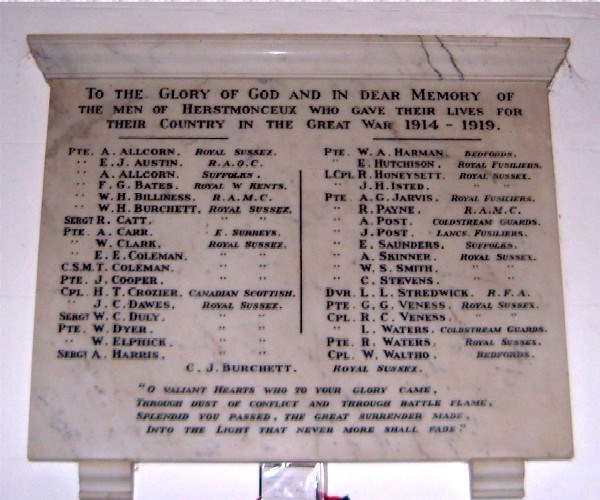 TO THE GLORY OF GOD AND IN DEAR MEMORY OF
THE MEN OF HERSTMONCEUX WHO GAVE THEIR LIVES FOR
THEIR COUNTRY IN THE GREAT WAR 1914 - 1919.
PTE. A. ALLCORN. ROYAL SUSSEX.
" E. J. AUSTIN. R.A.O.C.
" A. ALLCORN. SUFFOLKS.
" F. G. BATES. ROYAL W KENTS.
" W. H. BILLINESS. R.A.M.C.
" W. H. BURCHETT. ROYAL SUSSEX.
SERGT R. CATT. " "
PTE. A. CARR. E. SURREYS.
" W. CLARK. ROYAL SUSSEX.
" E. E. COLEMAN. " "
C.S.M. T. COLEMAN. " "
PTE. J. COOPER. " "
CPL. H. T. CROZIER. CANADIAN SCOTTISH.
" J. C. DAWES. ROYAL SUSSEX.
SERGT W. C. DULY. " "
PTE. W. DYER. " "
" W. ELPHICK. " "
SERGT A. HARRIS. " "
PTE. W. A. HARMAN. BEDFORDS.
" E. HUTCHISON. ROYAL FUSILIERS.
L.CPL R. HONEYSETT. ROYAL SUSSEX.
" J. H. ISTED. " "
PTE A. G. JARVIS. ROYAL FUSILIERS.
" R. PAYNE. R.A.M.C.
" A. POST. COLDSTREAM GUARDS.
" J. POST. LANCS. FUSILIERS.
" E. SAUNDERS. SUFFOLKS.
" A. SKINNER. ROYAL SUSSEX.
" W. S. SMITH. " "
" C. STEVENS. " "
DVR. L. L. STREDWICK. R.F.A.
PTE. G. G. VENESS. ROYAL SUSSEX.
CPL. R. C. VENESS. " "
" L. WATERS. COLDSTREAM GUARDS.
PTE. R. WATERS. ROYAL SUSSEX.
CPL. W. WALTHO. BEDFORDS.
C. J. BURCHETT. ROYAL SUSSEX.
"O VALIANT HEARTS WHO TO YOUR GLORY CAME,
THROUGH DUST OF CONFLICT AND THROUGH BATTLE FLAME,
SPLENDID YOU PASSED, THE GREAT SURRENDER MADE,
INTO THE LIGHT THAT NEVER MORE SHALL FADE."